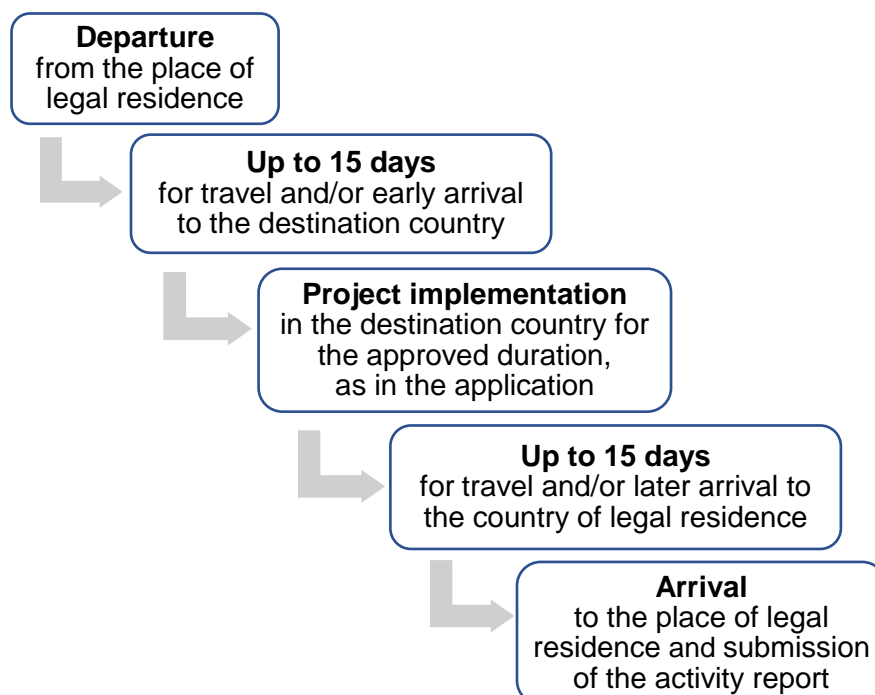 Departure
from the place of
legal residence
Up to 15 days
for travel and/or early arrival
to the destination country
Project implementation
in the destination country for
the approved duration,
as in the application
Up to 15 days
for travel and/or later arrival to
the country of legal residence
Arrival
to the place of legal
residence and submission
of the activity report